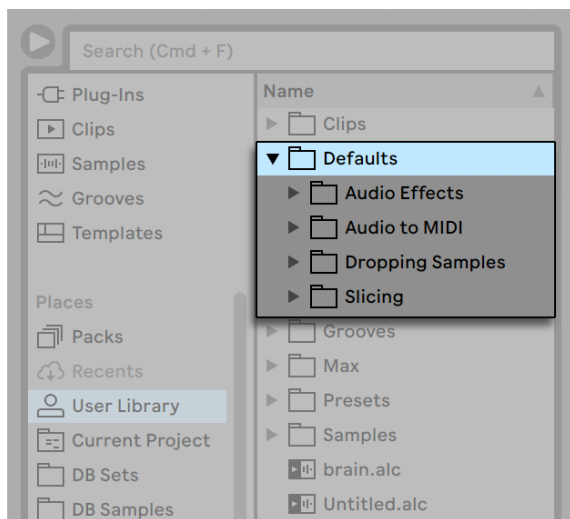 Search (Cmd + F)
Plug-Ins
Clips
Samples
Grooves
Templates
Places
Packs
Recents
User Library
Current Project
DB Sets
DB Samples
Name
Clips
Defaults
Audio Effects
Audio to MIDI
Dropping Samples
Slicing
Grooves
Max
Presets
Samples
brain.alc
Untitled.alc